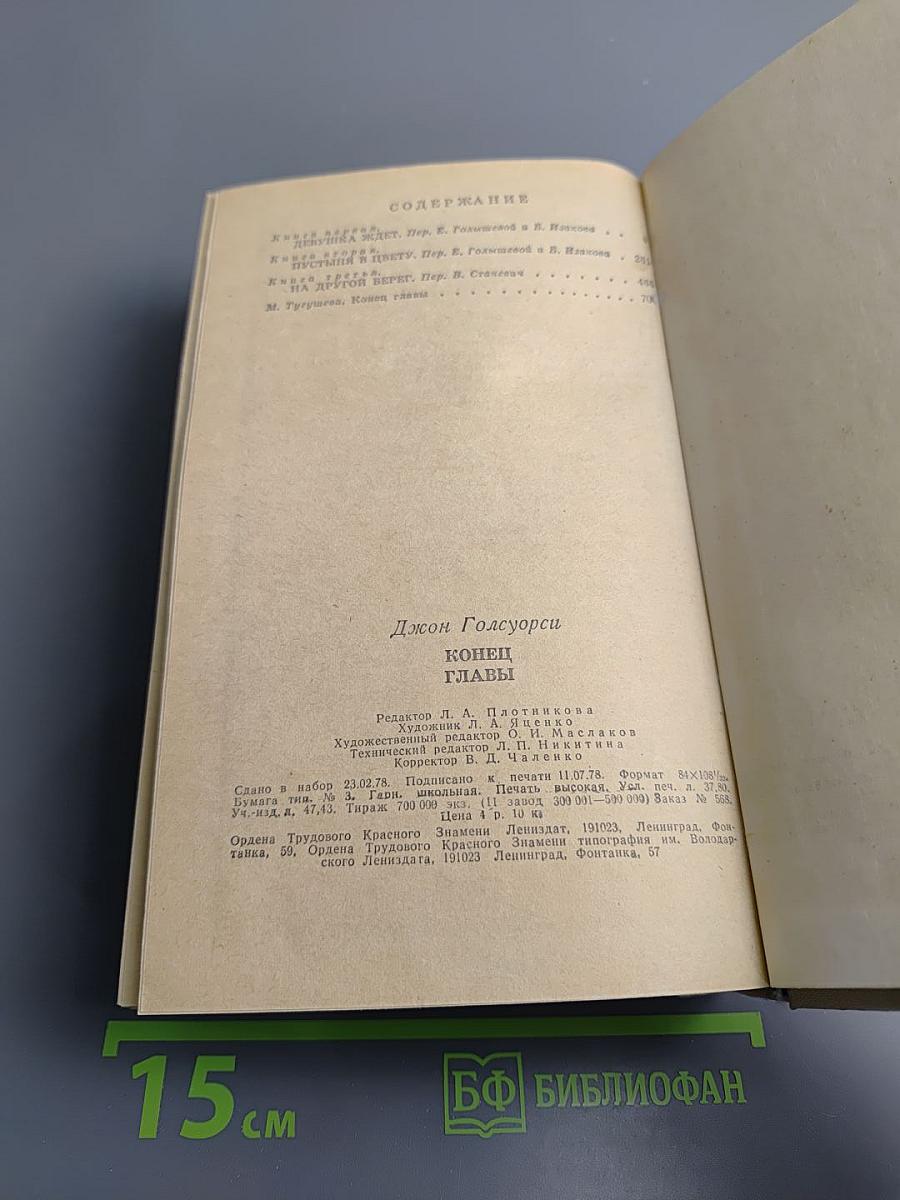 СОДЕРЖАНИЕ
Книга первая.
ДЕВУШКА ЖДЕТ. Пер. Е. Голышевой и Б. Изакова . .
Книга вторая.
ПУСТЫНЯ В ЦВЕТУ. Пер. Е. Голышевой и Б. Изакова .
Книга третья.
НА ДРУГОЙ БЕРЕГ. Пер. В. Станевич . . . . . .
М. Тугушева. Конец главы . . . . . . . . . . . . .
Джон Голсуорси
КОНЕЦ
ГЛАВЫ
Редактор Л. А. Плотникова
Художник Л. А. Яценко
Художественный редактор О. И. Маслаков
Технический редактор Л. П. Никитина
Корректор В. Д. Чаленко
Сдано в набор 23.02.78. Подписано к печати 11.07.78. Формат 84×108¹/₃₂.
Бумага тип. № 3. Гарн. школьная. Печать высокая. Усл. печ. л. 37,80.
Уч.-изд. л. 47,43. Тираж 700 000 экз. (II завод 300 001—500 000) Заказ № 568.
Цена 4 р. 10 к.
Ордена Трудового Красного Знамени Лениздат, 191023, Ленинград, Фон-
танка, 59. Ордена Трудового Красного Знамени типография им. Володар-
ского Лениздата, 191023 Ленинград, Фонтанка, 57
15 см
БФ БИБЛИОФАН